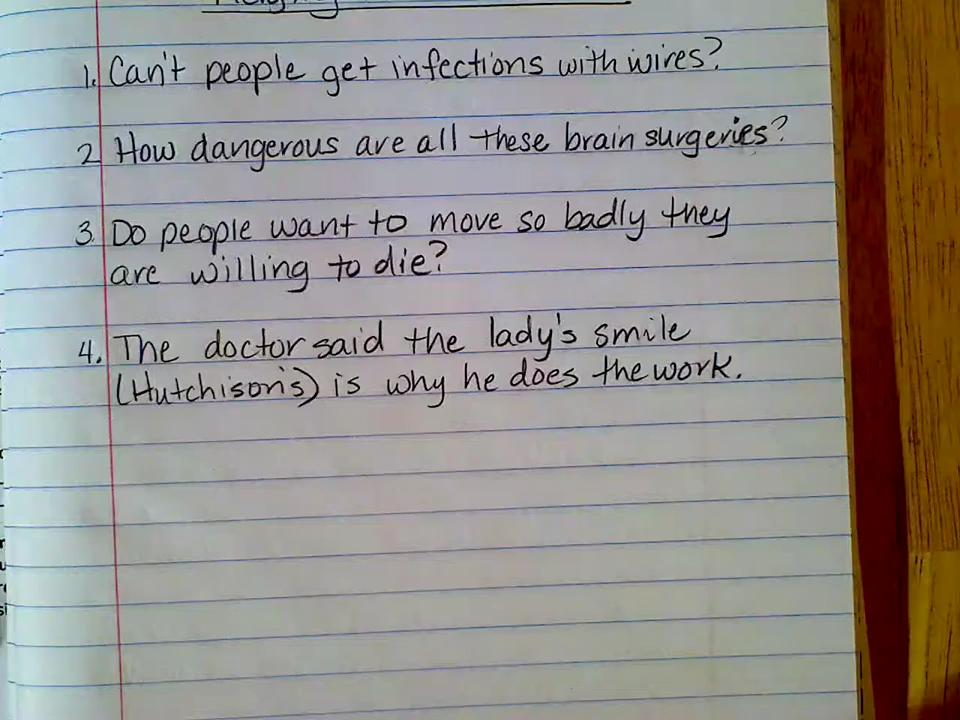 1. Can't people get infections with wires?
2 How dangerous are all these brain surgeries?
3. Do people want to move so badly they
are willing to die?
4. The doctor said the lady's smile
(Hutchison's) is why he does the work.